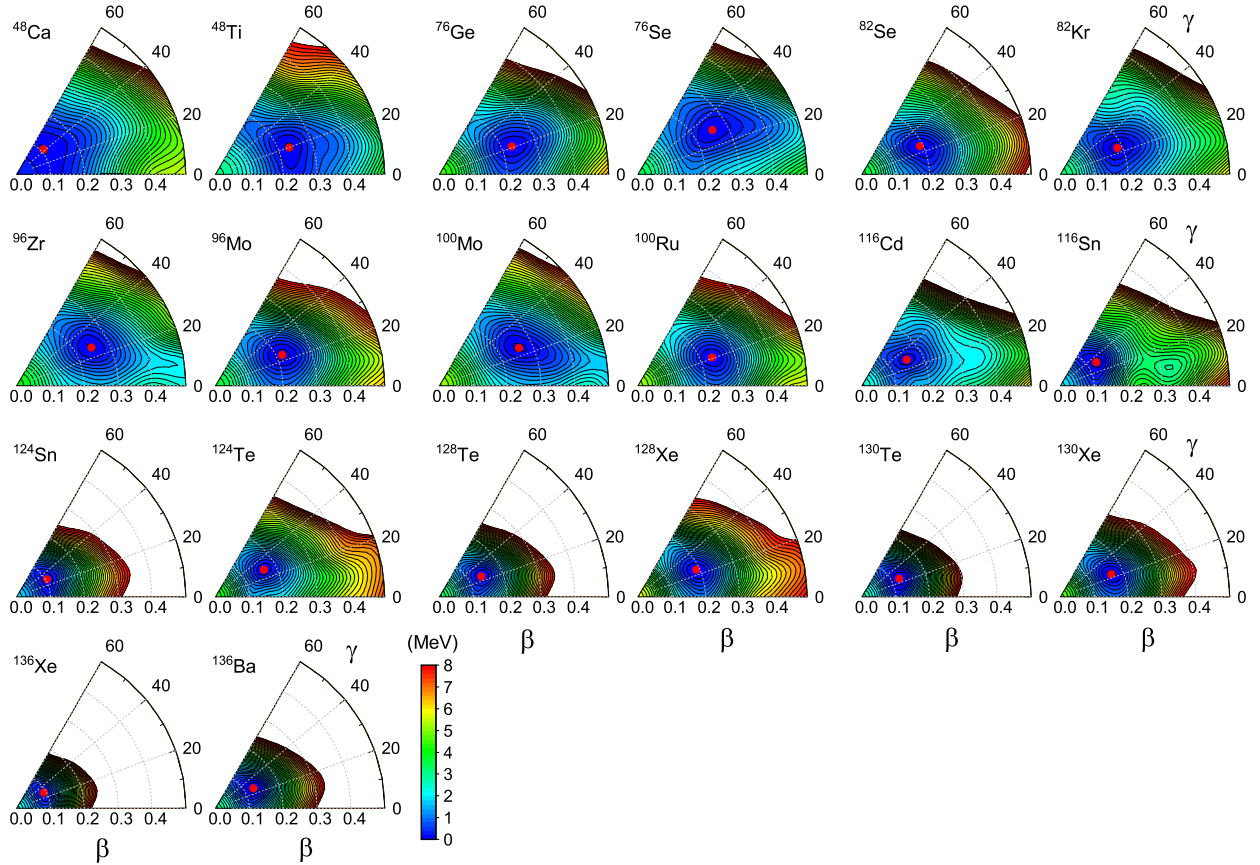 60 60 60 60 60 60 γ
⁴⁸Ca ⁴⁸Ti ⁷⁶Ge ⁷⁶Se ⁸²Se ⁸²Kr
40 40 40 40 40 40
20 20 20 20 20 20
0 0 0 0 0 0
0.0 0.1 0.2 0.3 0.4 0.0 0.1 0.2 0.3 0.4 0.0 0.1 0.2 0.3 0.4 0.0 0.1 0.2 0.3 0.4 0.0 0.1 0.2 0.3 0.4 0.0 0.1 0.2 0.3 0.4
60 60 60 60 60 60 γ
⁹⁶Zr ⁹⁶Mo ¹⁰⁰Mo ¹⁰⁰Ru ¹¹⁶Cd ¹¹⁶Sn
40 40 40 40 40 40
20 20 20 20 20 20
0 0 0 0 0 0
0.0 0.1 0.2 0.3 0.4 0.0 0.1 0.2 0.3 0.4 0.0 0.1 0.2 0.3 0.4 0.0 0.1 0.2 0.3 0.4 0.0 0.1 0.2 0.3 0.4 0.0 0.1 0.2 0.3 0.4
60 60 60 60 60 60 γ
¹²⁴Sn ¹²⁴Te ¹²⁸Te ¹²⁸Xe ¹³⁰Te ¹³⁰Xe
40 40 40 40 40 40
20 20 20 20 20 20
0 0 0 0 0 0
0.0 0.1 0.2 0.3 0.4 0.0 0.1 0.2 0.3 0.4 0.0 0.1 0.2 0.3 0.4 0.0 0.1 0.2 0.3 0.4 0.0 0.1 0.2 0.3 0.4 0.0 0.1 0.2 0.3 0.4
β β β β
60 60 γ (MeV)
¹³⁶Xe ¹³⁶Ba
40 40
20 20
0 0
0.0 0.1 0.2 0.3 0.4 0.0 0.1 0.2 0.3 0.4
β β
8
7
6
5
4
3
2
1
0